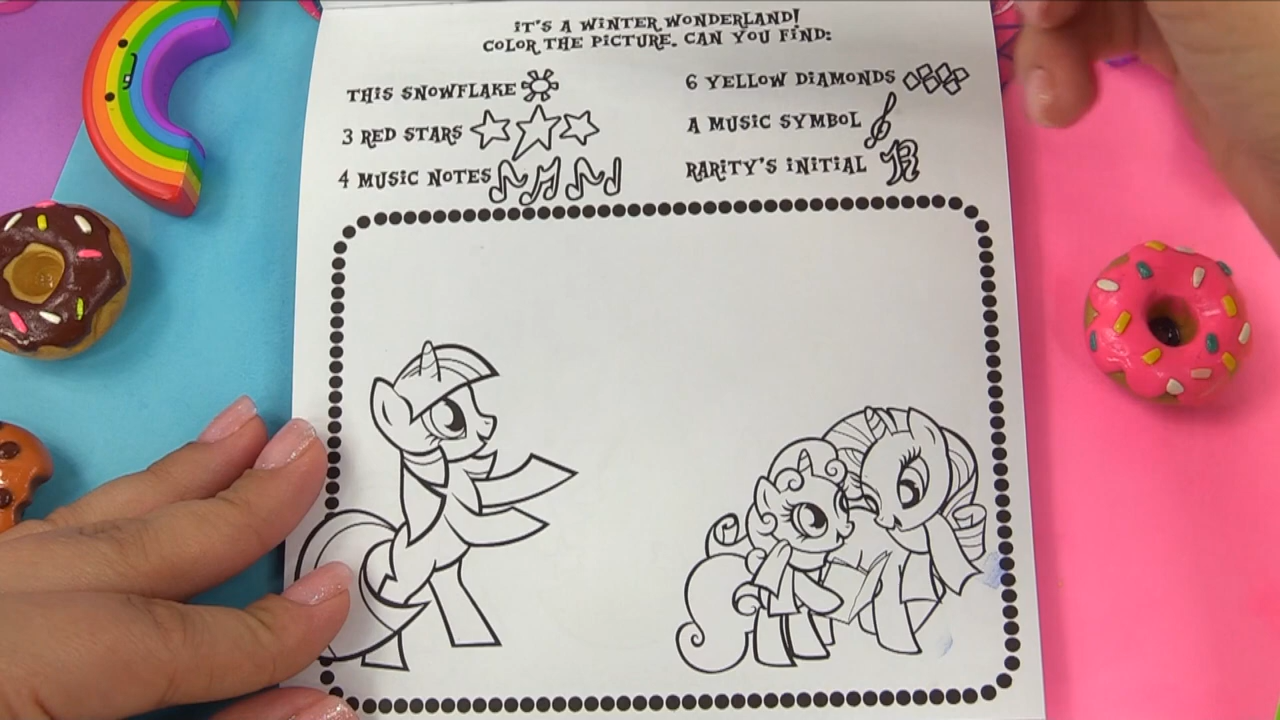 iT'S A WiNTER WONDERLAND!
COLOR THE PiCTURE. CAN YOU FiND:
THiS SNOWFLAKE
6 YELLOW DiAMONDS
3 RED STARS
A MUSiC SYMBOL
4 MUSiC NOTES
RARiTY'S iNiTiAL R